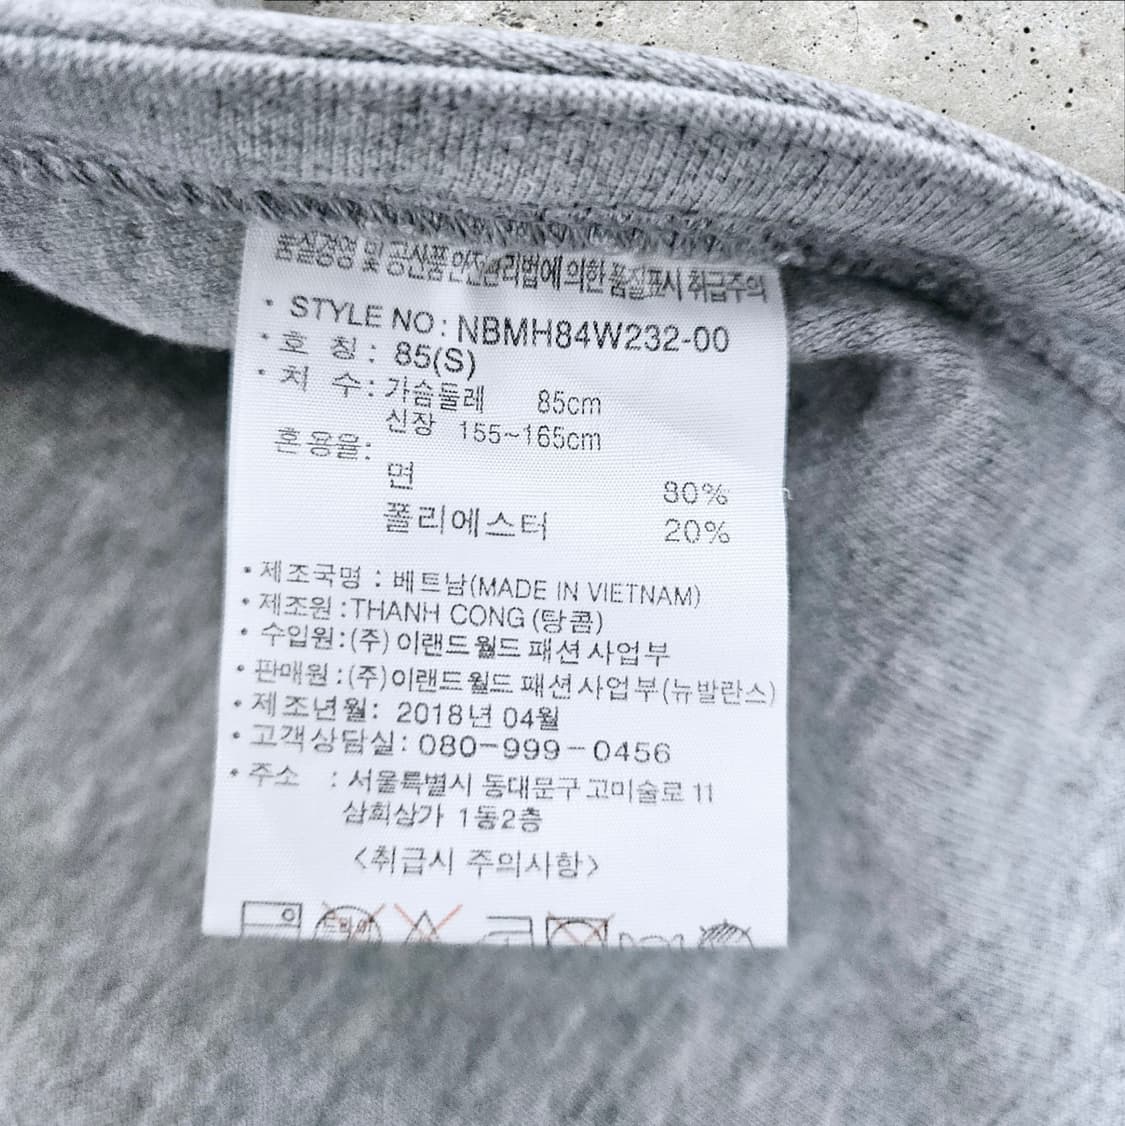 품질경영 및 공산품안전관리법에 의한 품질표시 취급주의
• STYLE NO : NBMH84W232-00
• 호 칭 : 85(S)
• 치 수 : 가슴둘레 85cm
신장 155~165cm
혼용율:
면 80%
폴리에스터 20%
• 제조국명 : 베트남(MADE IN VIETNAM)
• 제조원 : THANH CONG (탕콤)
• 수입원 : (주) 이랜드월드 패션 사업부
• 판매원 : (주)이랜드월드 패션 사업부(뉴발란스)
• 제조년월: 2018년 04월
• 고객상담실: 080-999-0456
• 주소 : 서울특별시 동대문구 고미술로 11
삼희상가 1동2층
<취급시 주의사항>
드라이